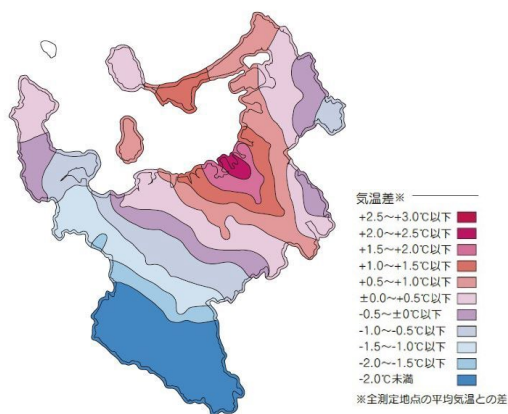 気温差※
+2.5～+3.0℃以下
+2.0～+2.5℃以下
+1.5～+2.0℃以下
+1.0～+1.5℃以下
+0.5～+1.0℃以下
±0.0～+0.5℃以下
-0.5～±0℃以下
-1.0～-0.5℃以下
-1.5～-1.0℃以下
-2.0～-1.5℃以下
-2.0℃未満
※全測定地点の平均気温との差